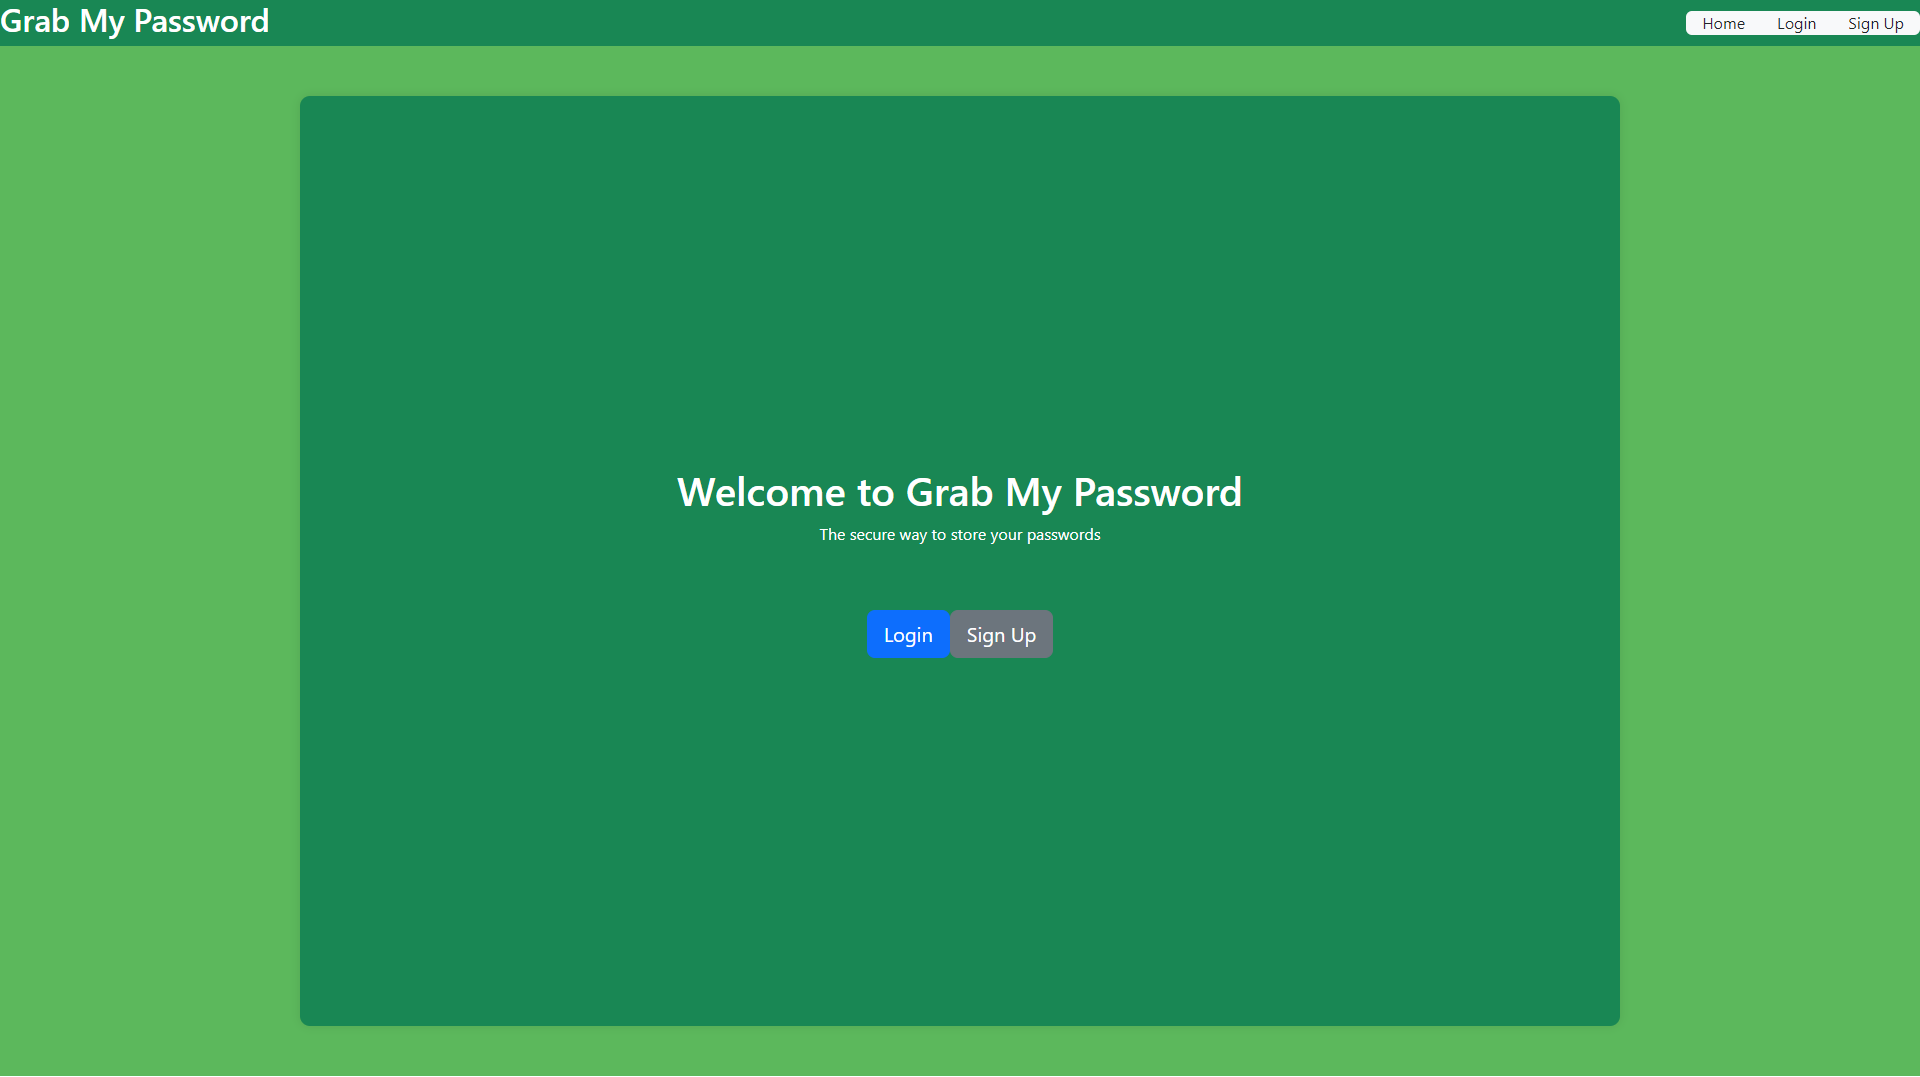 Grab My Password
Home Login Sign Up
Welcome to Grab My Password
The secure way to store your passwords
Login Sign Up